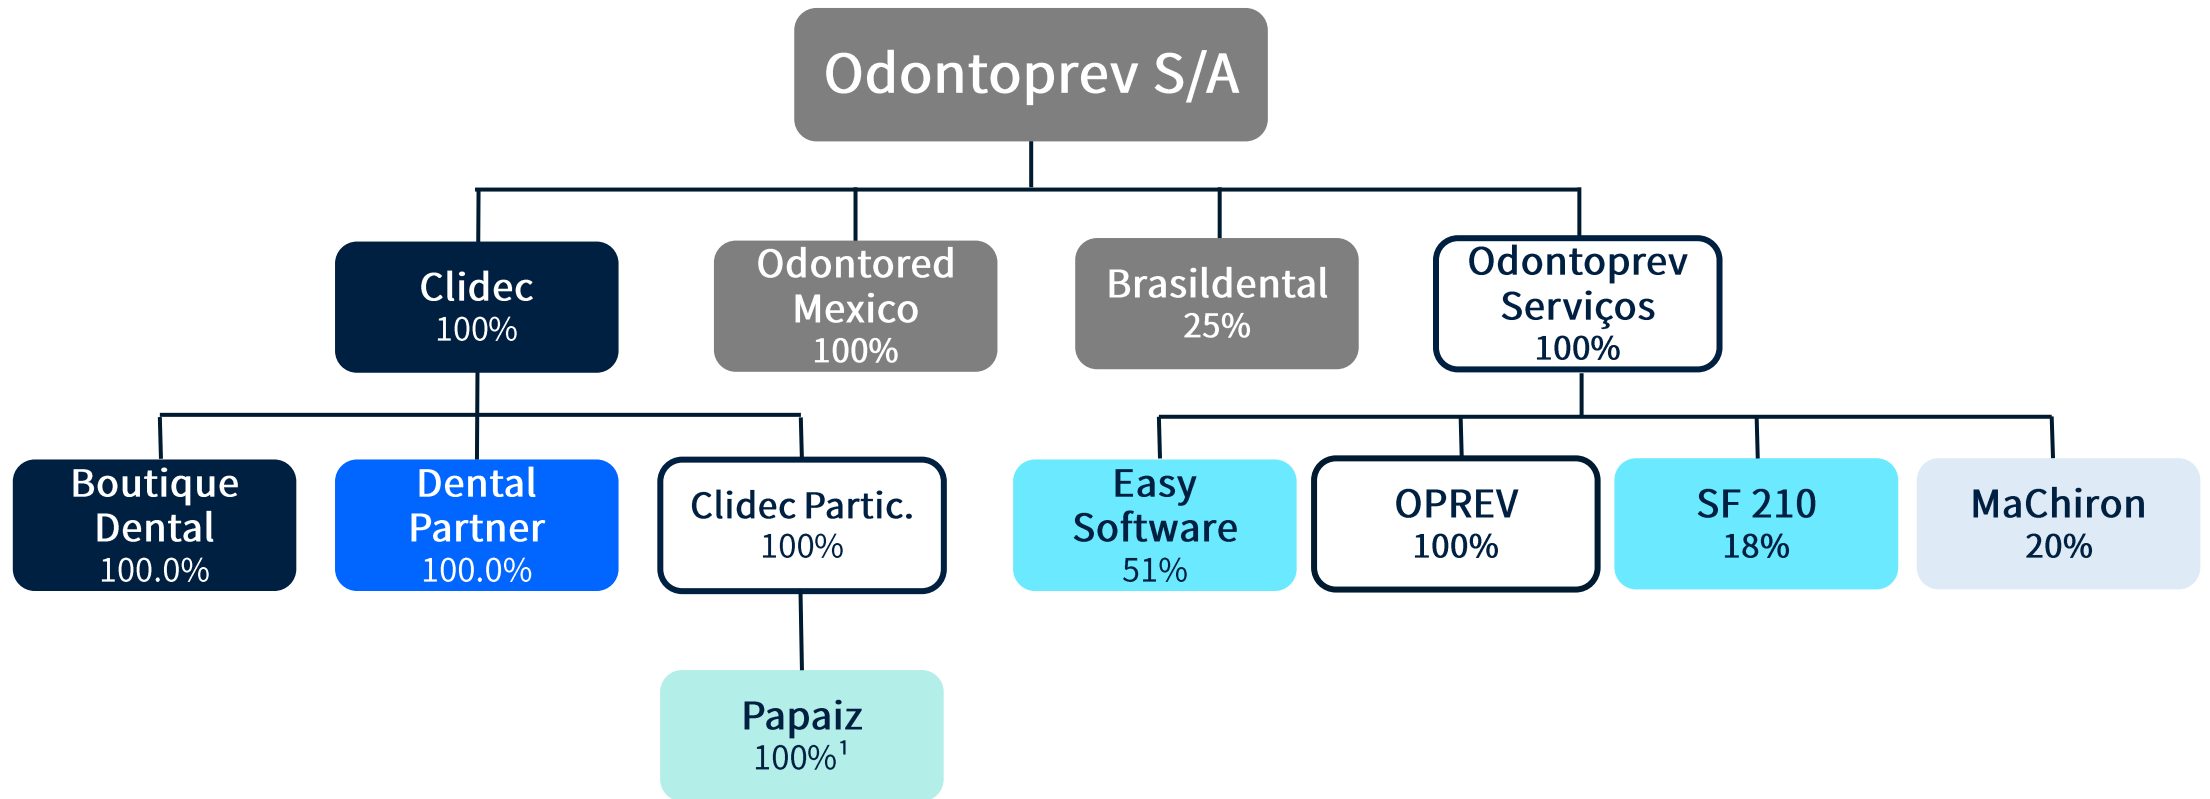 Odontoprev S/A
Clidec
100%
Odontored
Mexico
100%
Brasildental
25%
Odontoprev
Serviços
100%
Boutique
Dental
100.0%
Dental
Partner
100.0%
Clidec Partic.
100%
Easy
Software
51%
OPREV
100%
SF 210
18%
MaChiron
20%
Papaiz
100%¹